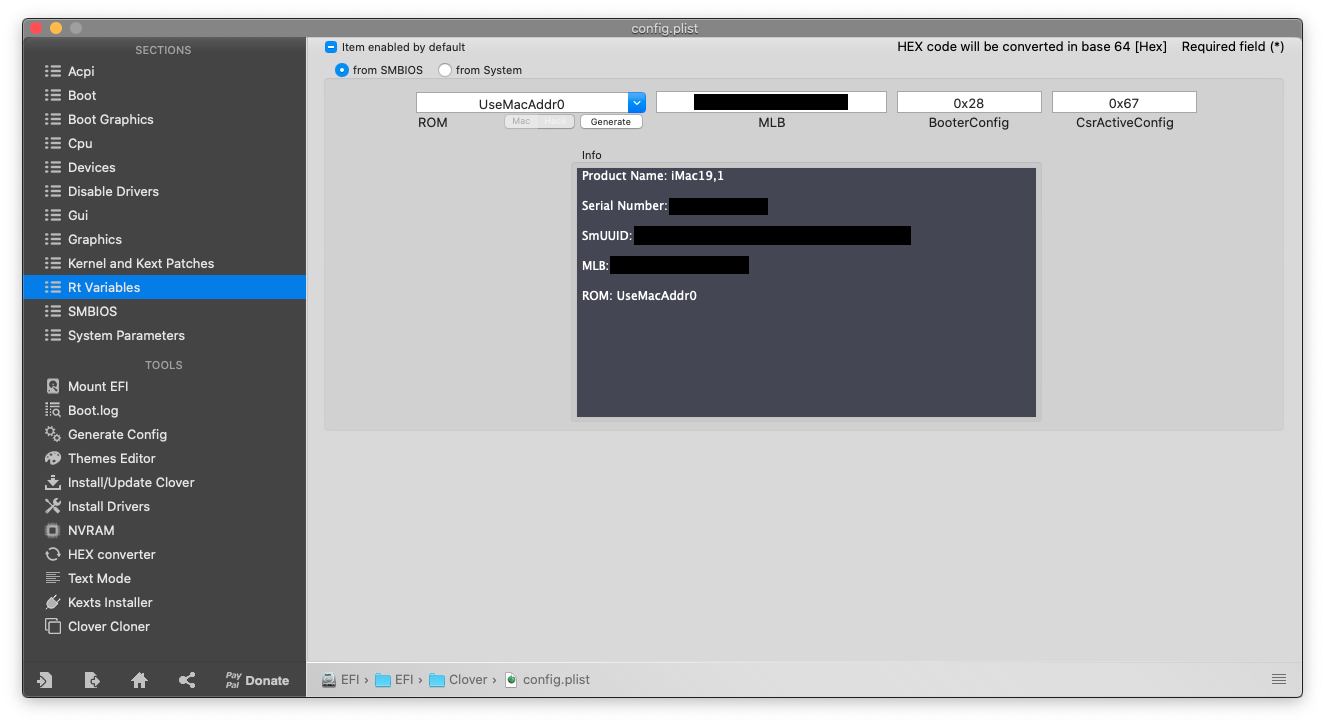 config.plist
SECTIONS
Acpi
Boot
Boot Graphics
Cpu
Devices
Disable Drivers
Gui
Graphics
Kernel and Kext Patches
Rt Variables
SMBIOS
System Parameters
TOOLS
Mount EFI
Boot.log
Generate Config
Themes Editor
Install/Update Clover
Install Drivers
NVRAM
HEX converter
Text Mode
Kexts Installer
Clover Cloner
Pay Pal Donate
Item enabled by default
HEX code will be converted in base 64 [Hex] Required field (*)
from SMBIOS from System
UseMacAddr0 0x28 0x67
ROM Mac Hack Generate MLB BooterConfig CsrActiveConfig
Info
Product Name: iMac19,1
Serial Number:
SmUUID:
MLB:
ROM: UseMacAddr0
EFI › EFI › Clover › config.plist